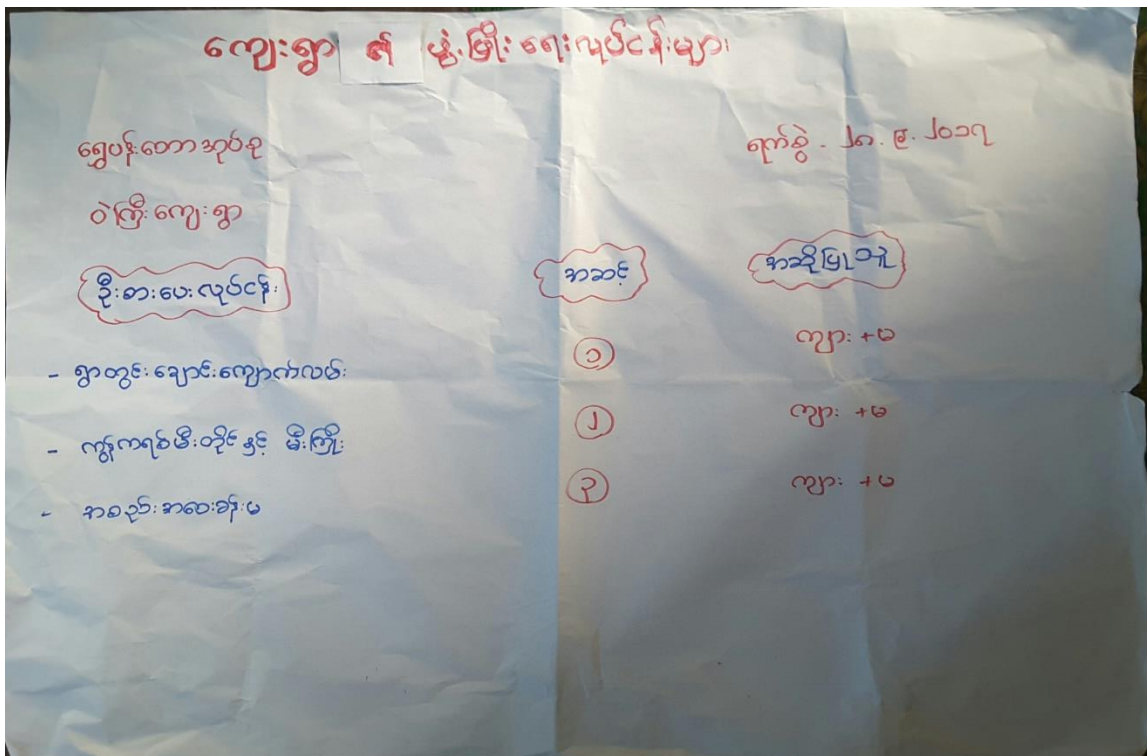 ကျေးရွာ ၏ ဖွံ့ဖြိုးရေးလုပ်ငန်းများ
ရွှေပန်းတောအုပ်စု
ရက်စွဲ - ၂၈.၉.၂၀၁၇
ဝဲကြီးကျေးရွာ
ဦးစားပေးလုပ်ငန်း အဆင့် အဆိုပြုသူ
- ရွာတွင်းချောင်းကျောက်လမ်း ၁ ကျား+မ
- ကွန်ကရစ်မီးတိုင်နှင့် မီးကြိုး ၂ ကျား+မ
- အစည်းအဝေးခန်းမ ၃ ကျား+မ